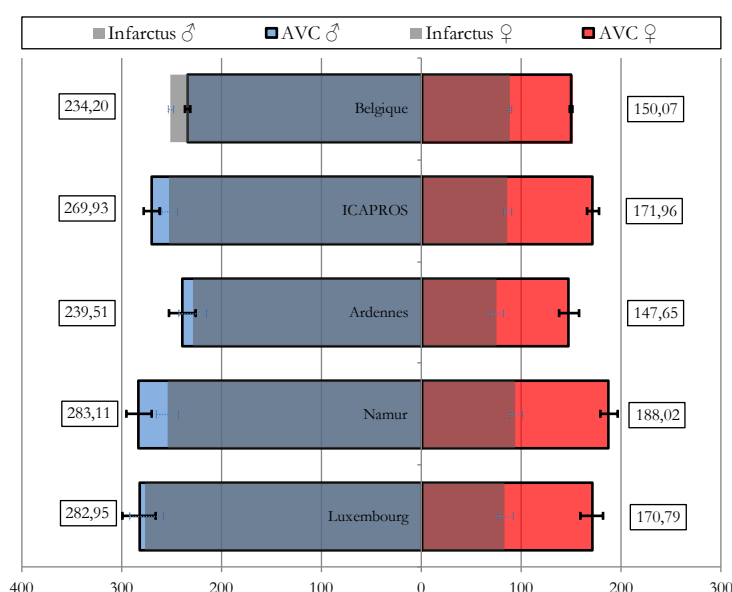 Infarctus ♂ AVC ♂ Infarctus ♀ AVC ♀
234,20 Belgique 150,07
269,93 ICAPROS 171,96
239,51 Ardennes 147,65
283,11 Namur 188,02
282,95 Luxembourg 170,79
400 300 200 100 0 100 200 300